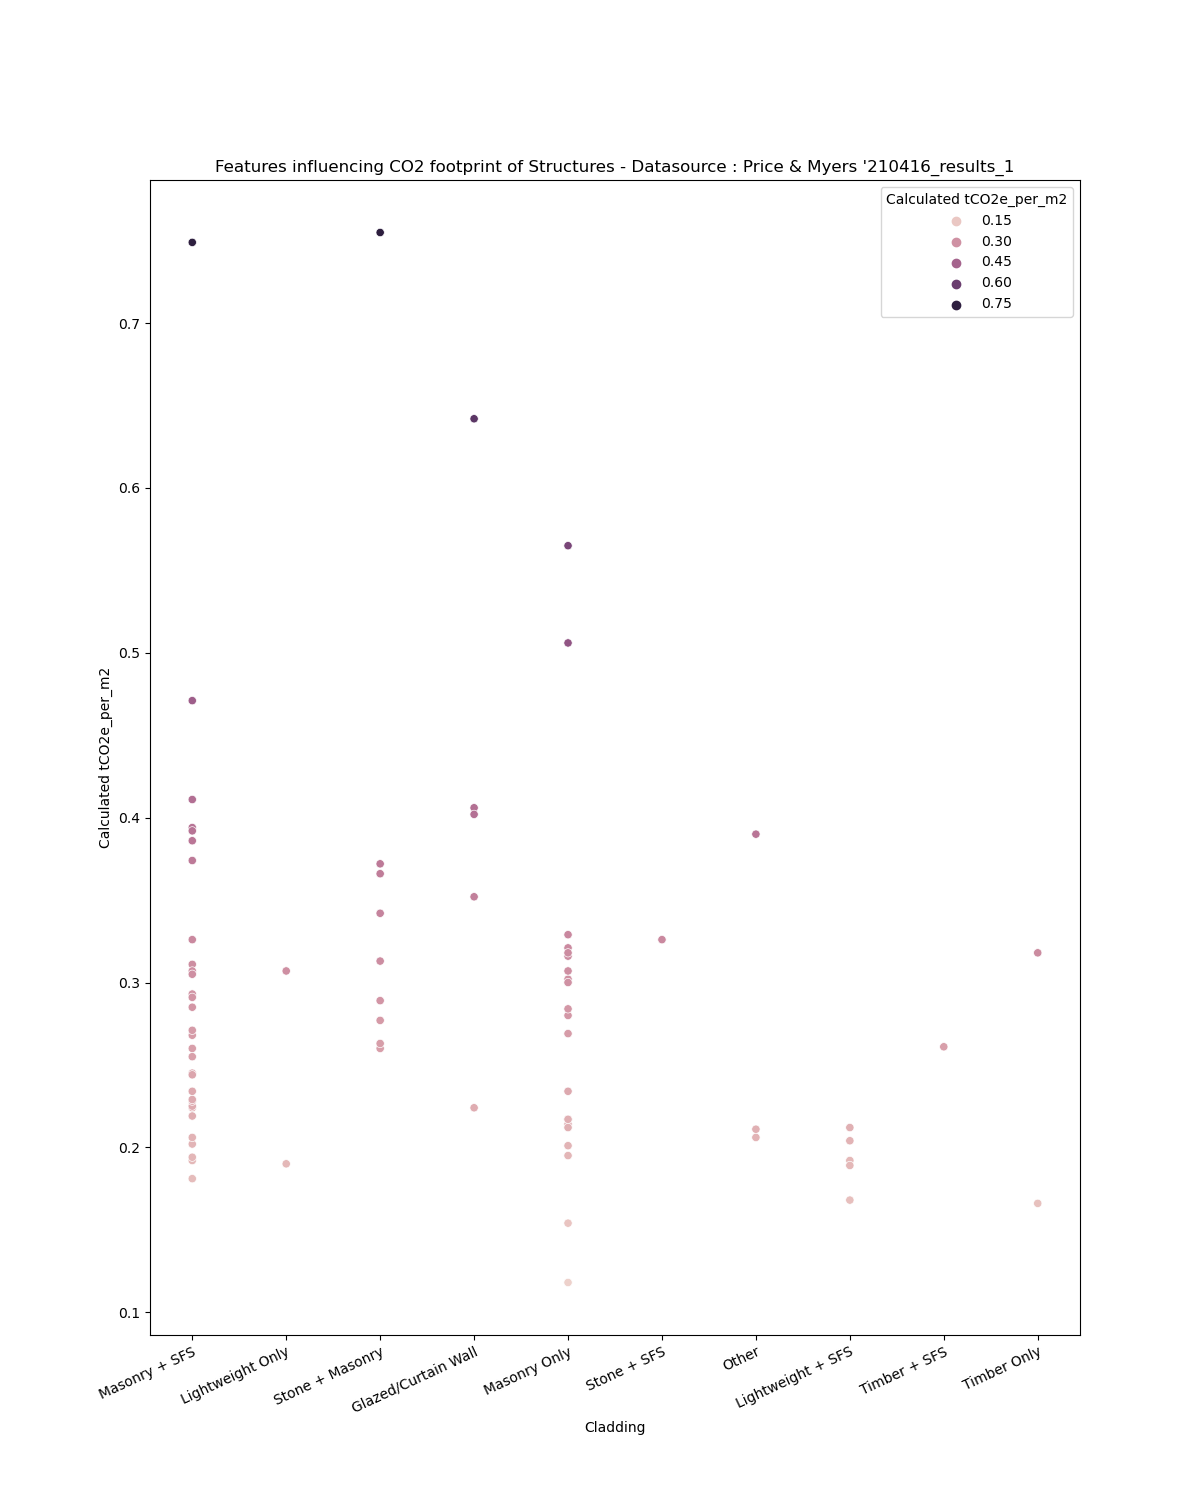 Features influencing CO2 footprint of Structures - Datasource : Price & Myers '210416_results_1
Calculated tCO2e_per_m2
0.15
0.30
0.45
0.60
0.75
Calculated tCO2e_per_m2
0.7
0.6
0.5
0.4
0.3
0.2
0.1
Masonry + SFS
Lightweight Only
Stone + Masonry
Glazed/Curtain Wall
Masonry Only
Stone + SFS
Other
Lightweight + SFS
Timber + SFS
Timber Only
Cladding